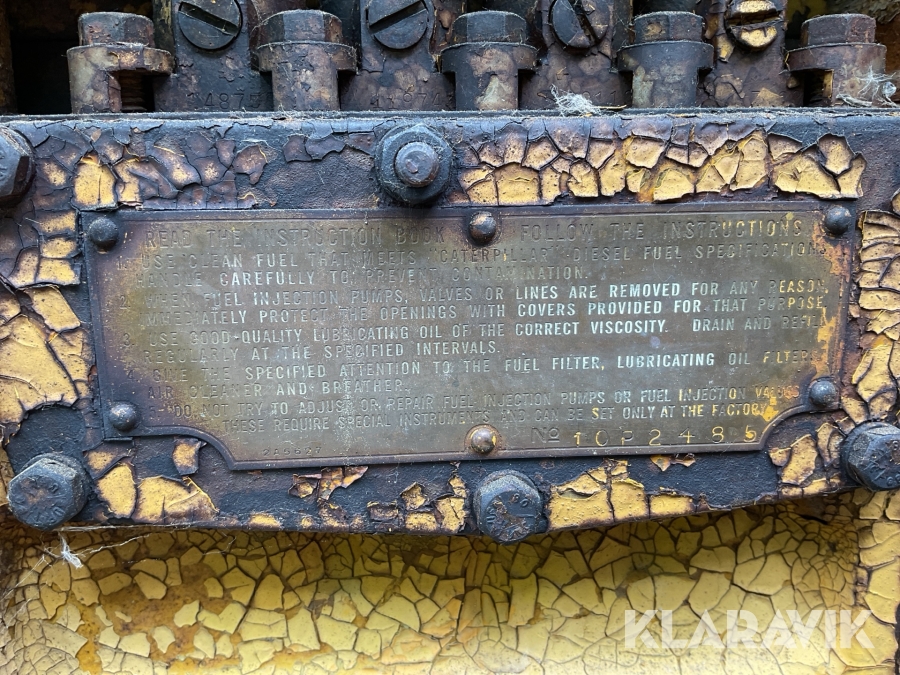 READ THE INSTRUCTION BOOK FOLLOW THE INSTRUCTIONS
1. USE CLEAN FUEL THAT MEETS "CATERPILLAR" DIESEL FUEL SPECIFICATION.
HANDLE CAREFULLY TO PREVENT CONTAMINATION.
2. WHEN FUEL INJECTION PUMPS, VALVES OR LINES ARE REMOVED FOR ANY REASON,
IMMEDIATELY PROTECT THE OPENINGS WITH COVERS PROVIDED FOR THAT PURPOSE.
3. USE GOOD-QUALITY LUBRICATING OIL OF THE CORRECT VISCOSITY. DRAIN AND REFILL
REGULARLY AT THE SPECIFIED INTERVALS.
4. GIVE THE SPECIFIED ATTENTION TO THE FUEL FILTER, LUBRICATING OIL FILTER,
AIR CLEANER AND BREATHER.
DO NOT TRY TO ADJUST OR REPAIR FUEL INJECTION PUMPS OR FUEL INJECTION VALVES
THESE REQUIRE SPECIAL INSTRUMENTS AND CAN BE SET ONLY AT THE FACTORY.
No 10P2485
KLARAVIK